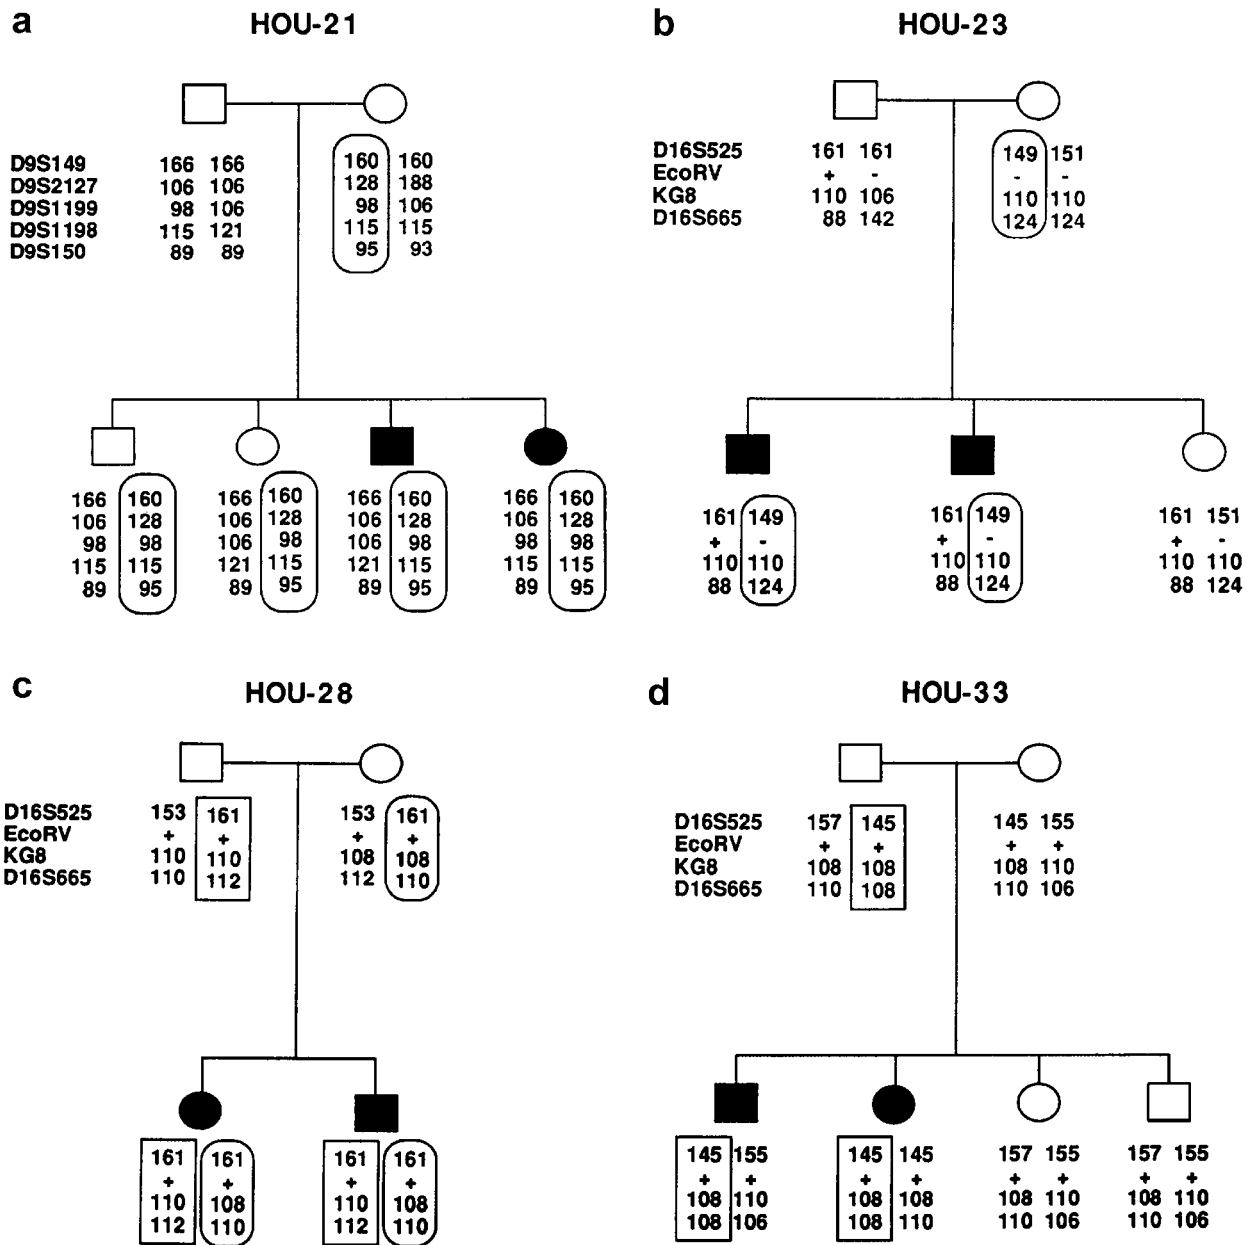 a HOU-21
D9S149 166 166 160 160
D9S2127 106 106 128 188
D9S1199 98 106 98 106
D9S1198 115 121 115 115
D9S150 89 89 95 93
166 160 166 160 166 160 166 160
106 128 106 128 106 128 106 128
98 98 106 98 106 98 98 98
115 115 121 115 121 115 115 115
89 95 89 95 89 95 89 95
b HOU-23
D16S525 161 161 149 151
EcoRV + - - -
KG8 110 106 110 110
D16S665 88 142 124 124
161 149 161 149 161 151
+ - + - + -
110 110 110 110 110 110
88 124 88 124 88 124
c HOU-28
D16S525 153 161 153 161
EcoRV + + + +
KG8 110 110 108 108
D16S665 110 112 112 110
161 161 161 161
+ + + +
110 108 110 108
112 110 112 110
d HOU-33
D16S525 157 145 145 155
EcoRV + + + +
KG8 108 108 108 110
D16S665 110 108 110 106
145 155 145 145 157 155 157 155
+ + + + + + + +
108 110 108 108 108 110 108 110
108 106 108 110 110 106 110 106